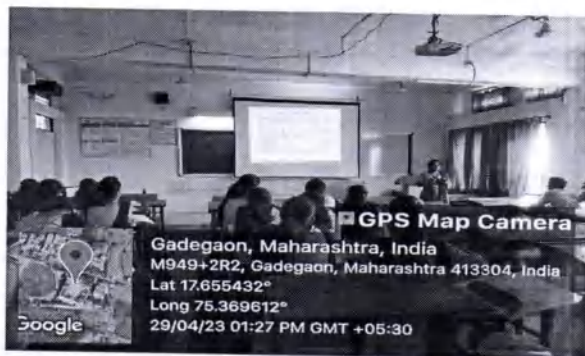 GPS Map Camera
Gadegaon, Maharashtra, India
M949+2R2, Gadegaon, Maharashtra 413304, India
Lat 17.655432°
Long 75.369612°
29/04/23 01:27 PM GMT +05:30
Google